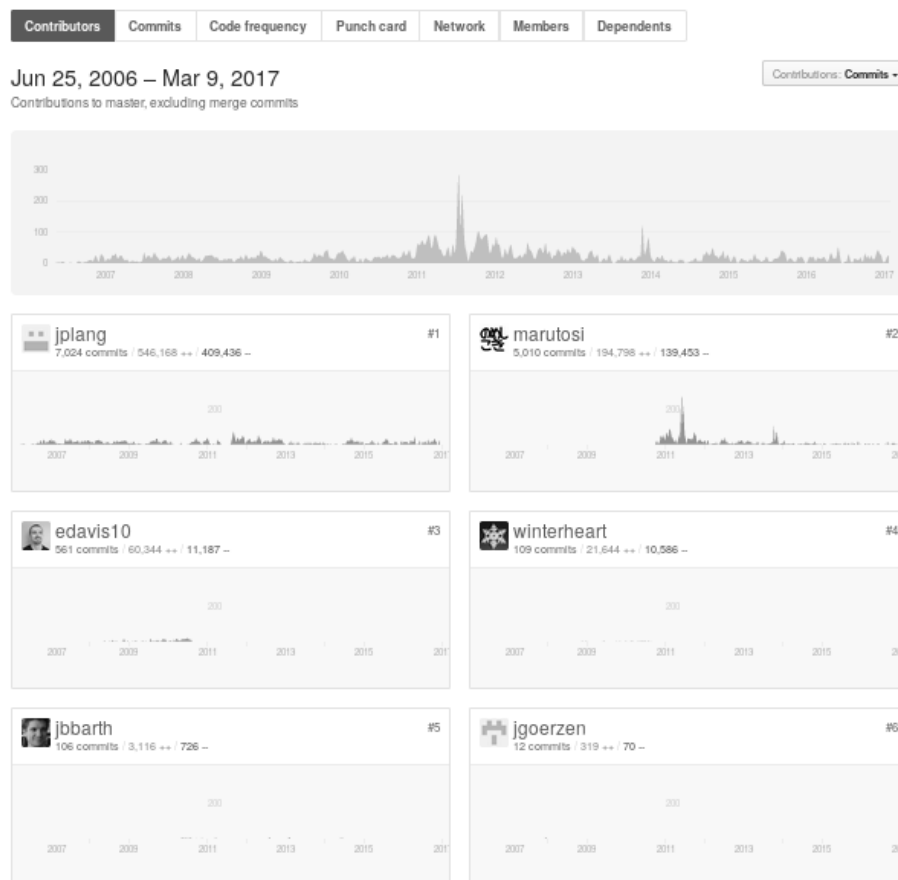 Contributors Commits Code frequency Punch card Network Members Dependents
Jun 25, 2006 – Mar 9, 2017
Contributions: Commits
Contributions to master, excluding merge commits
300
200
100
0
2007 2008 2009 2010 2011 2012 2013 2014 2015 2016 2017
jplang #1
7,024 commits / 546,168 ++ / 409,436 --
200
2007 2009 2011 2013 2015 201
marutosi #2
5,010 commits / 194,798 ++ / 139,453 --
200
2007 2009 2011 2013 2015 2
edavis10 #3
561 commits / 60,344 ++ / 11,187 --
200
2007 2009 2011 2013 2015 201
winterheart #4
109 commits / 21,644 ++ / 10,586 --
200
2007 2009 2011 2013 2015 2
jbbarth #5
106 commits / 3,116 ++ / 726 --
200
2007 2009 2011 2013 2015 201
jgoerzen #6
12 commits / 319 ++ / 70 --
200
2007 2009 2011 2013 2015 2